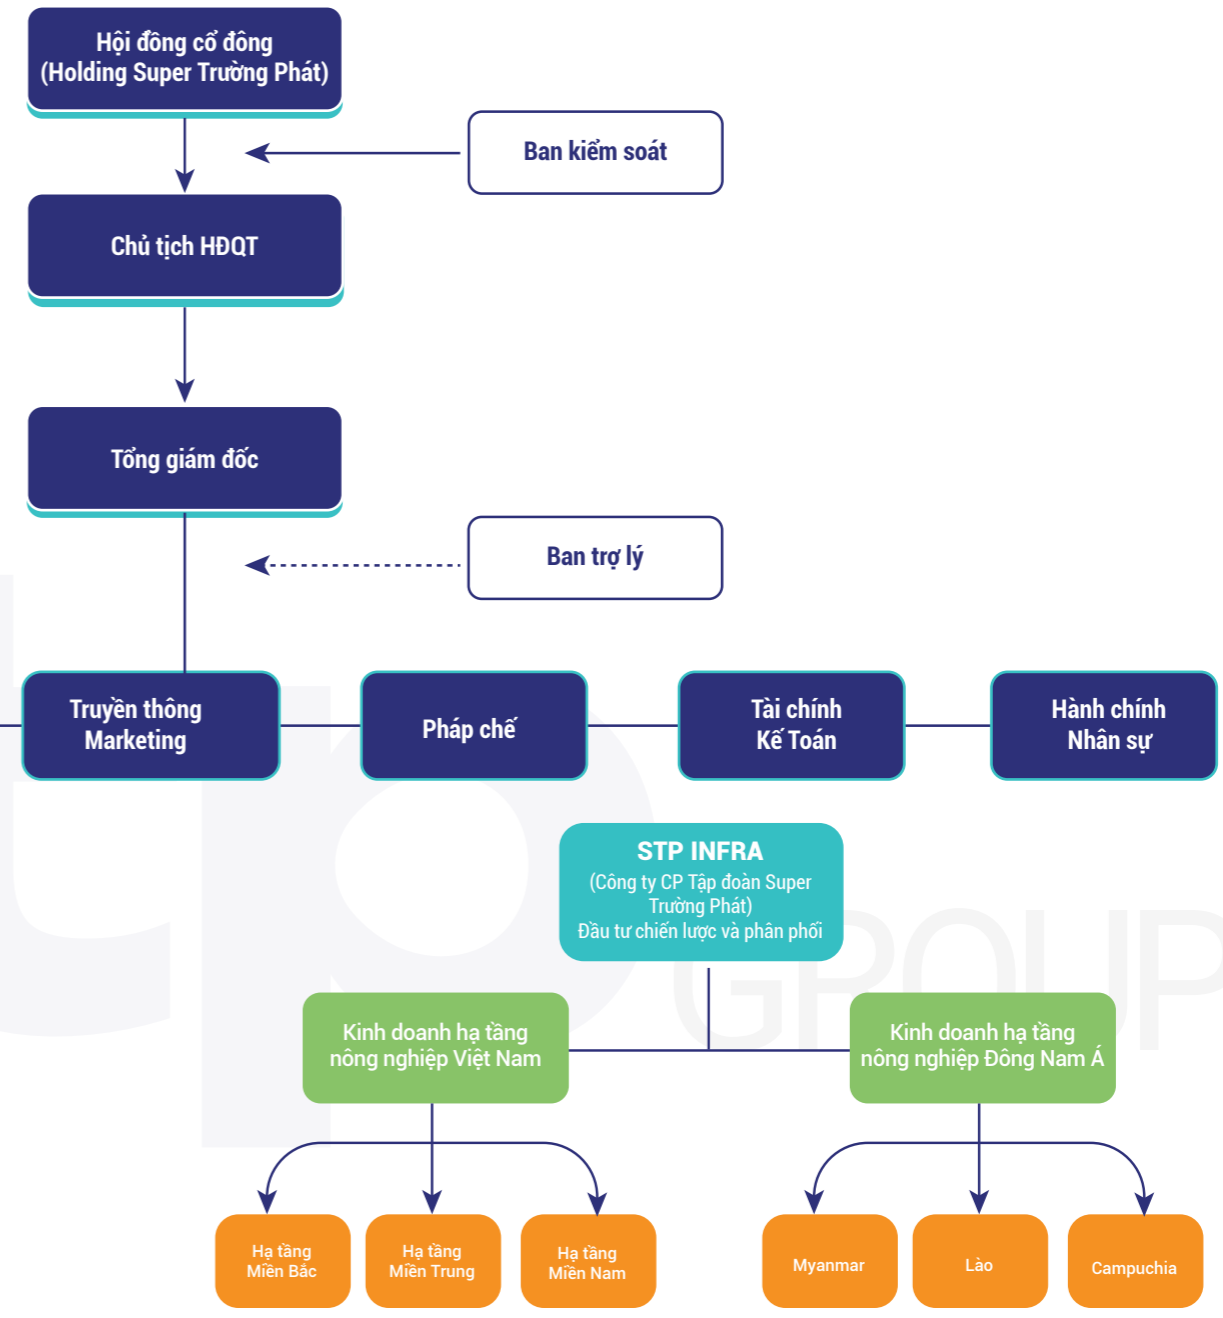 Hội đồng cổ đông
(Holding Super Trường Phát)
Ban kiểm soát
Chủ tịch HĐQT
Tổng giám đốc
Ban trợ lý
Truyền thông
Marketing
Pháp chế
Tài chính
Kế Toán
Hành chính
Nhân sự
STP INFRA
(Công ty CP Tập đoàn Super
Trường Phát)
Đầu tư chiến lược và phân phối
GROUP
Kinh doanh hạ tầng
nông nghiệp Việt Nam
Kinh doanh hạ tầng
nông nghiệp Đông Nam Á
Hạ tầng
Miền Bắc
Hạ tầng
Miền Trung
Hạ tầng
Miền Nam
Myanmar
Lào
Campuchia
tp